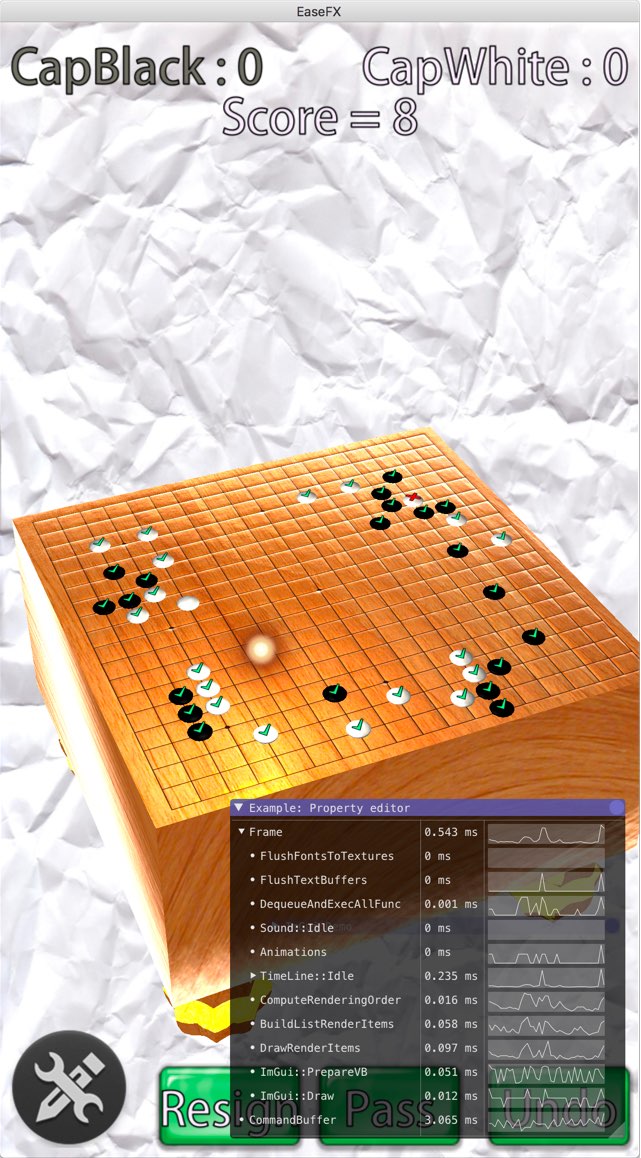 EaseFX
CapBlack : 0
CapWhite : 0
Score = 8
Example: Property editor
Frame 0.543 ms
FlushFontsToTextures 0 ms
FlushTextBuffers 0 ms
DequeueAndExecAllFunc 0.001 ms
Sound::Idle 0 ms
Animations 0 ms
TimeLine::Idle 0.235 ms
ComputeRenderingOrder 0.016 ms
BuildListRenderItems 0.058 ms
DrawRenderItems 0.097 ms
ImGui::PrepareVB 0.051 ms
ImGui::Draw 0.012 ms
CommandBuffer 3.065 ms
Resign
Pass
Undo